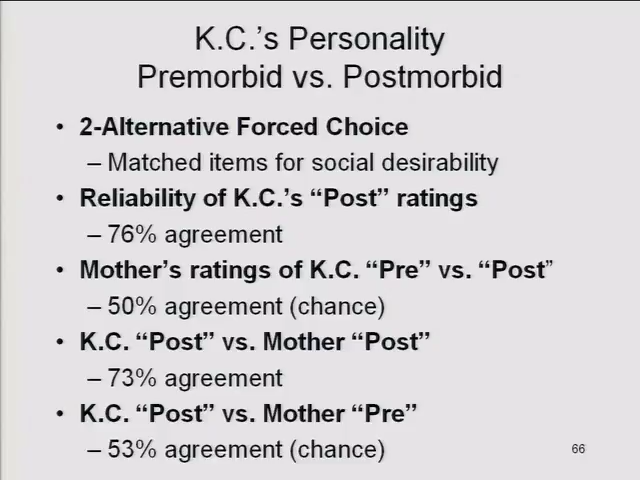 K.C.’s Personality
Premorbid vs. Postmorbid
• 2-Alternative Forced Choice
– Matched items for social desirability
• Reliability of K.C.’s “Post” ratings
– 76% agreement
• Mother’s ratings of K.C. “Pre” vs. “Post”
– 50% agreement (chance)
• K.C. “Post” vs. Mother “Post”
– 73% agreement
• K.C. “Post” vs. Mother “Pre”
– 53% agreement (chance)
66